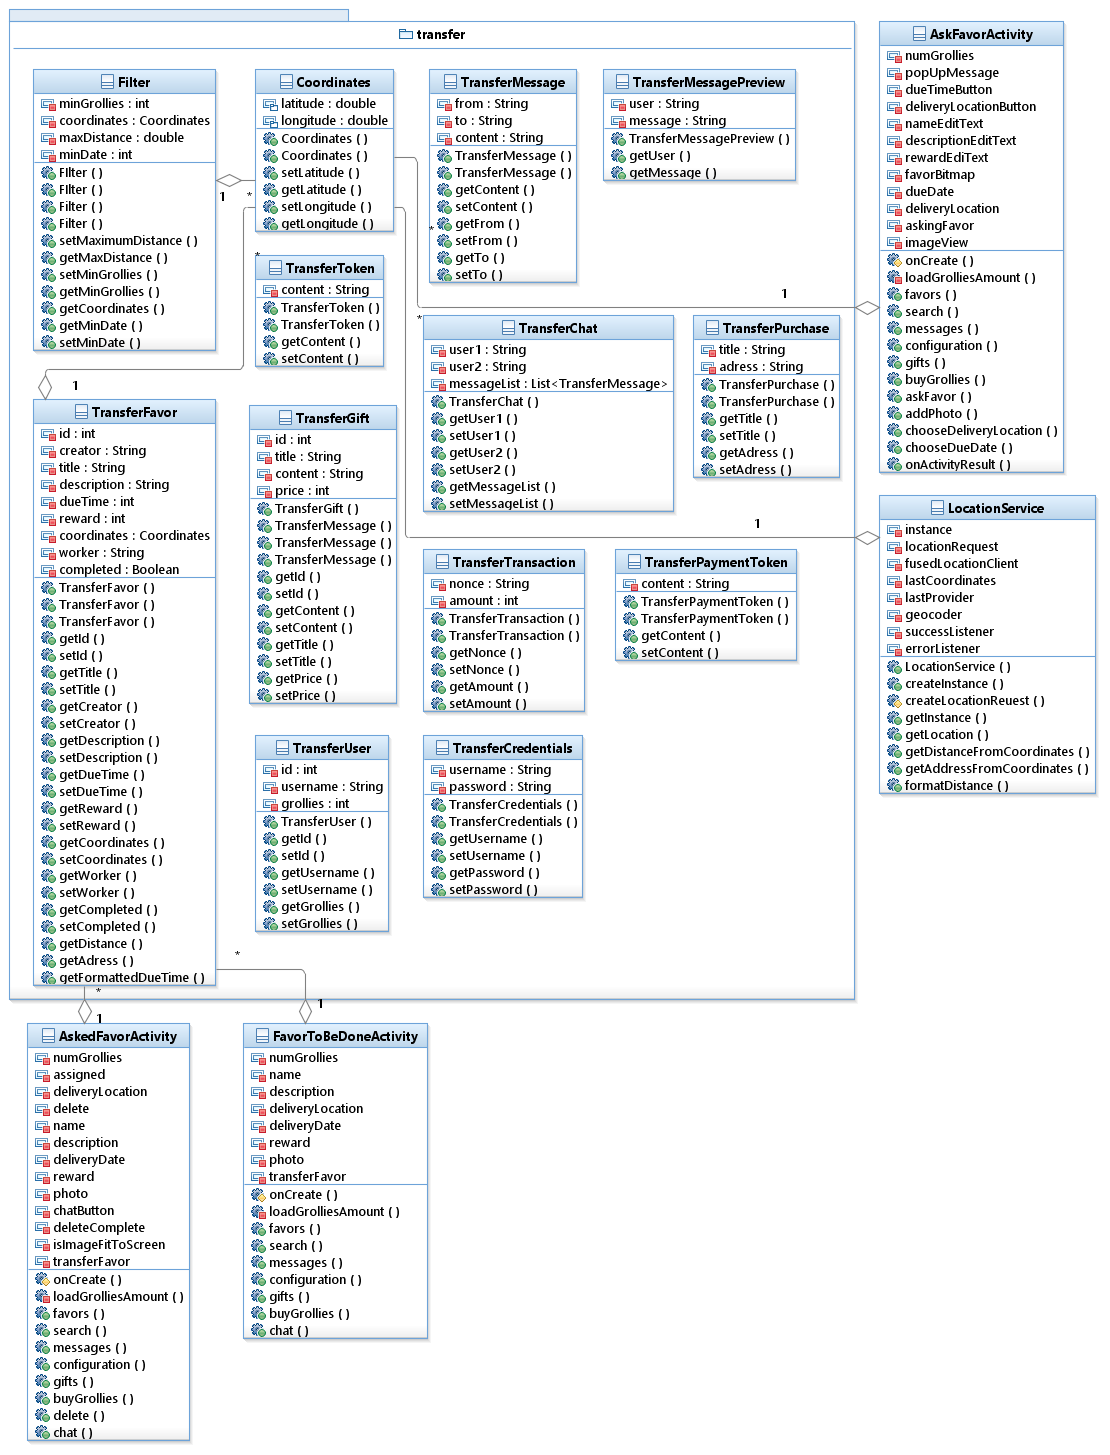 transfer
Filter
minGrollies : int
coordinates : Coordinates
maxDistance : double
minDate : int
FIlter ( )
FIlter ( )
Filter ( )
Filter ( )
setMaximumDistance ( )
getMaxDistance ( )
setMinGrollies ( )
getMinGrollies ( )
getCoordinates ( )
getMinDate ( )
setMinDate ( )
Coordinates
latitude : double
longitude : double
Coordinates ( )
Coordinates ( )
setLatitude ( )
getLatitude ( )
setLongitude ( )
getLongitude ( )
1
*
TransferMessage
from : String
to : String
content : String
TransferMessage ( )
TransferMessage ( )
getContent ( )
setContent ( )
getFrom ( )
setFrom ( )
getTo ( )
setTo ( )
*
TransferMessagePreview
user : String
message : String
TransferMessagePreview ( )
getUser ( )
getMessage ( )
AskFavorActivity
numGrollies
popUpMessage
dueTimeButton
deliveryLocationButton
nameEditText
descriptionEditText
rewardEdiText
favorBitmap
dueDate
deliveryLocation
askingFavor
imageView
onCreate ( )
loadGrolliesAmount ( )
favors ( )
search ( )
messages ( )
configuration ( )
gifts ( )
buyGrollies ( )
askFavor ( )
addPhoto ( )
chooseDeliveryLocation ( )
chooseDueDate ( )
onActivityResult ( )
1
*
TransferToken
content : String
TransferToken ( )
TransferToken ( )
getContent ( )
setContent ( )
*
TransferChat
user1 : String
user2 : String
messageList : List<TransferMessage>
TransferChat ( )
getUser1 ( )
setUser1 ( )
getUser2 ( )
setUser2 ( )
getMessageList ( )
setMessageList ( )
TransferPurchase
title : String
adress : String
TransferPurchase ( )
TransferPurchase ( )
getTitle ( )
setTitle ( )
getAdress ( )
setAdress ( )
1
TransferFavor
id : int
creator : String
title : String
description : String
dueTime : int
reward : int
coordinates : Coordinates
worker : String
completed : Boolean
TransferFavor ( )
TransferFavor ( )
TransferFavor ( )
getId ( )
setId ( )
getTitle ( )
setTitle ( )
getCreator ( )
setCreator ( )
getDescription ( )
setDescription ( )
getDueTime ( )
setDueTime ( )
getReward ( )
setReward ( )
getCoordinates ( )
setCoordinates ( )
getWorker ( )
setWorker ( )
getCompleted ( )
setCompleted ( )
getDistance ( )
getAdress ( )
getFormattedDueTime ( )
TransferGift
id : int
title : String
content : String
price : int
TransferGift ( )
TransferMessage ( )
TransferMessage ( )
TransferMessage ( )
getId ( )
setId ( )
getContent ( )
setContent ( )
getTitle ( )
setTitle ( )
getPrice ( )
setPrice ( )
1
TransferTransaction
nonce : String
amount : int
TransferTransaction ( )
TransferTransaction ( )
getNonce ( )
setNonce ( )
getAmount ( )
setAmount ( )
TransferPaymentToken
content : String
TransferPaymentToken ( )
TransferPaymentToken ( )
getContent ( )
setContent ( )
LocationService
instance
locationRequest
fusedLocationClient
lastCoordinates
lastProvider
geocoder
successListener
errorListener
LocationService ( )
createInstance ( )
createLocationReuest ( )
getInstance ( )
getLocation ( )
getDistanceFromCoordinates ( )
getAddressFromCoordinates ( )
formatDistance ( )
TransferUser
id : int
username : String
grollies : int
TransferUser ( )
getId ( )
setId ( )
getUsername ( )
setUsername ( )
getGrollies ( )
setGrollies ( )
TransferCredentials
username : String
password : String
TransferCredentials ( )
TransferCredentials ( )
getUsername ( )
setUsername ( )
getPassword ( )
setPassword ( )
*
*
1
1
AskedFavorActivity
numGrollies
assigned
deliveryLocation
delete
name
description
deliveryDate
reward
photo
chatButton
deleteComplete
isImageFitToScreen
transferFavor
onCreate ( )
loadGrolliesAmount ( )
favors ( )
search ( )
messages ( )
configuration ( )
gifts ( )
buyGrollies ( )
delete ( )
chat ( )
FavorToBeDoneActivity
numGrollies
name
description
deliveryLocation
deliveryDate
reward
photo
transferFavor
onCreate ( )
loadGrolliesAmount ( )
favors ( )
search ( )
messages ( )
configuration ( )
gifts ( )
buyGrollies ( )
chat ( )